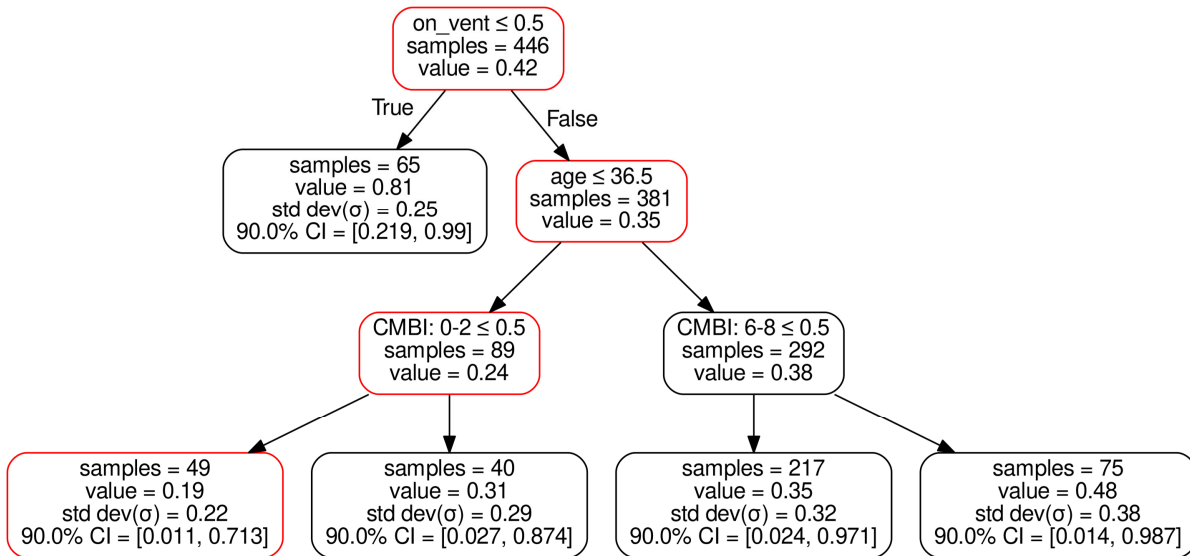 on_vent ≤ 0.5
samples = 446
value = 0.42
True
False
samples = 65
value = 0.81
std dev(σ) = 0.25
90.0% CI = [0.219, 0.99]
age ≤ 36.5
samples = 381
value = 0.35
CMBI: 0-2 ≤ 0.5
samples = 89
value = 0.24
CMBI: 6-8 ≤ 0.5
samples = 292
value = 0.38
samples = 49
value = 0.19
std dev(σ) = 0.22
90.0% CI = [0.011, 0.713]
samples = 40
value = 0.31
std dev(σ) = 0.29
90.0% CI = [0.027, 0.874]
samples = 217
value = 0.35
std dev(σ) = 0.32
90.0% CI = [0.024, 0.971]
samples = 75
value = 0.48
std dev(σ) = 0.38
90.0% CI = [0.014, 0.987]